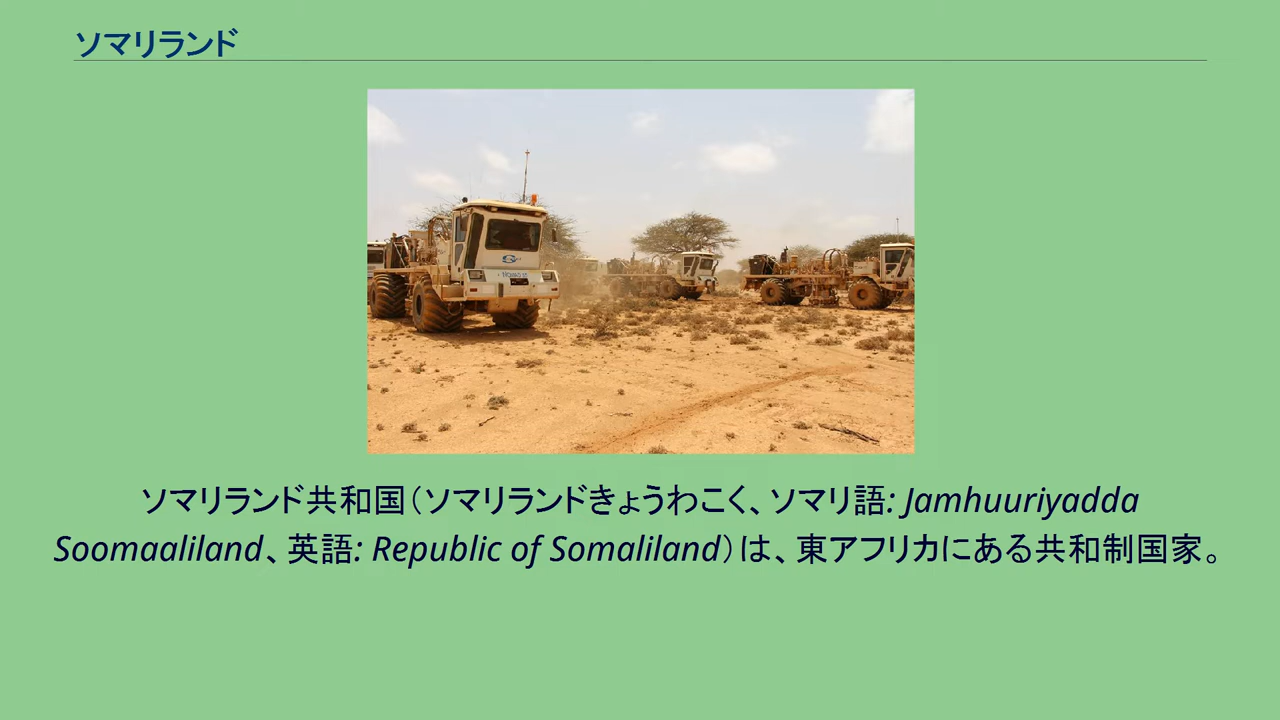 ソマリランド
ソマリランド共和国（ソマリランドきょうわこく、ソマリ語: Jamhuuriyadda
Soomaaliland、英語: Republic of Somaliland）は、東アフリカにある共和制国家。